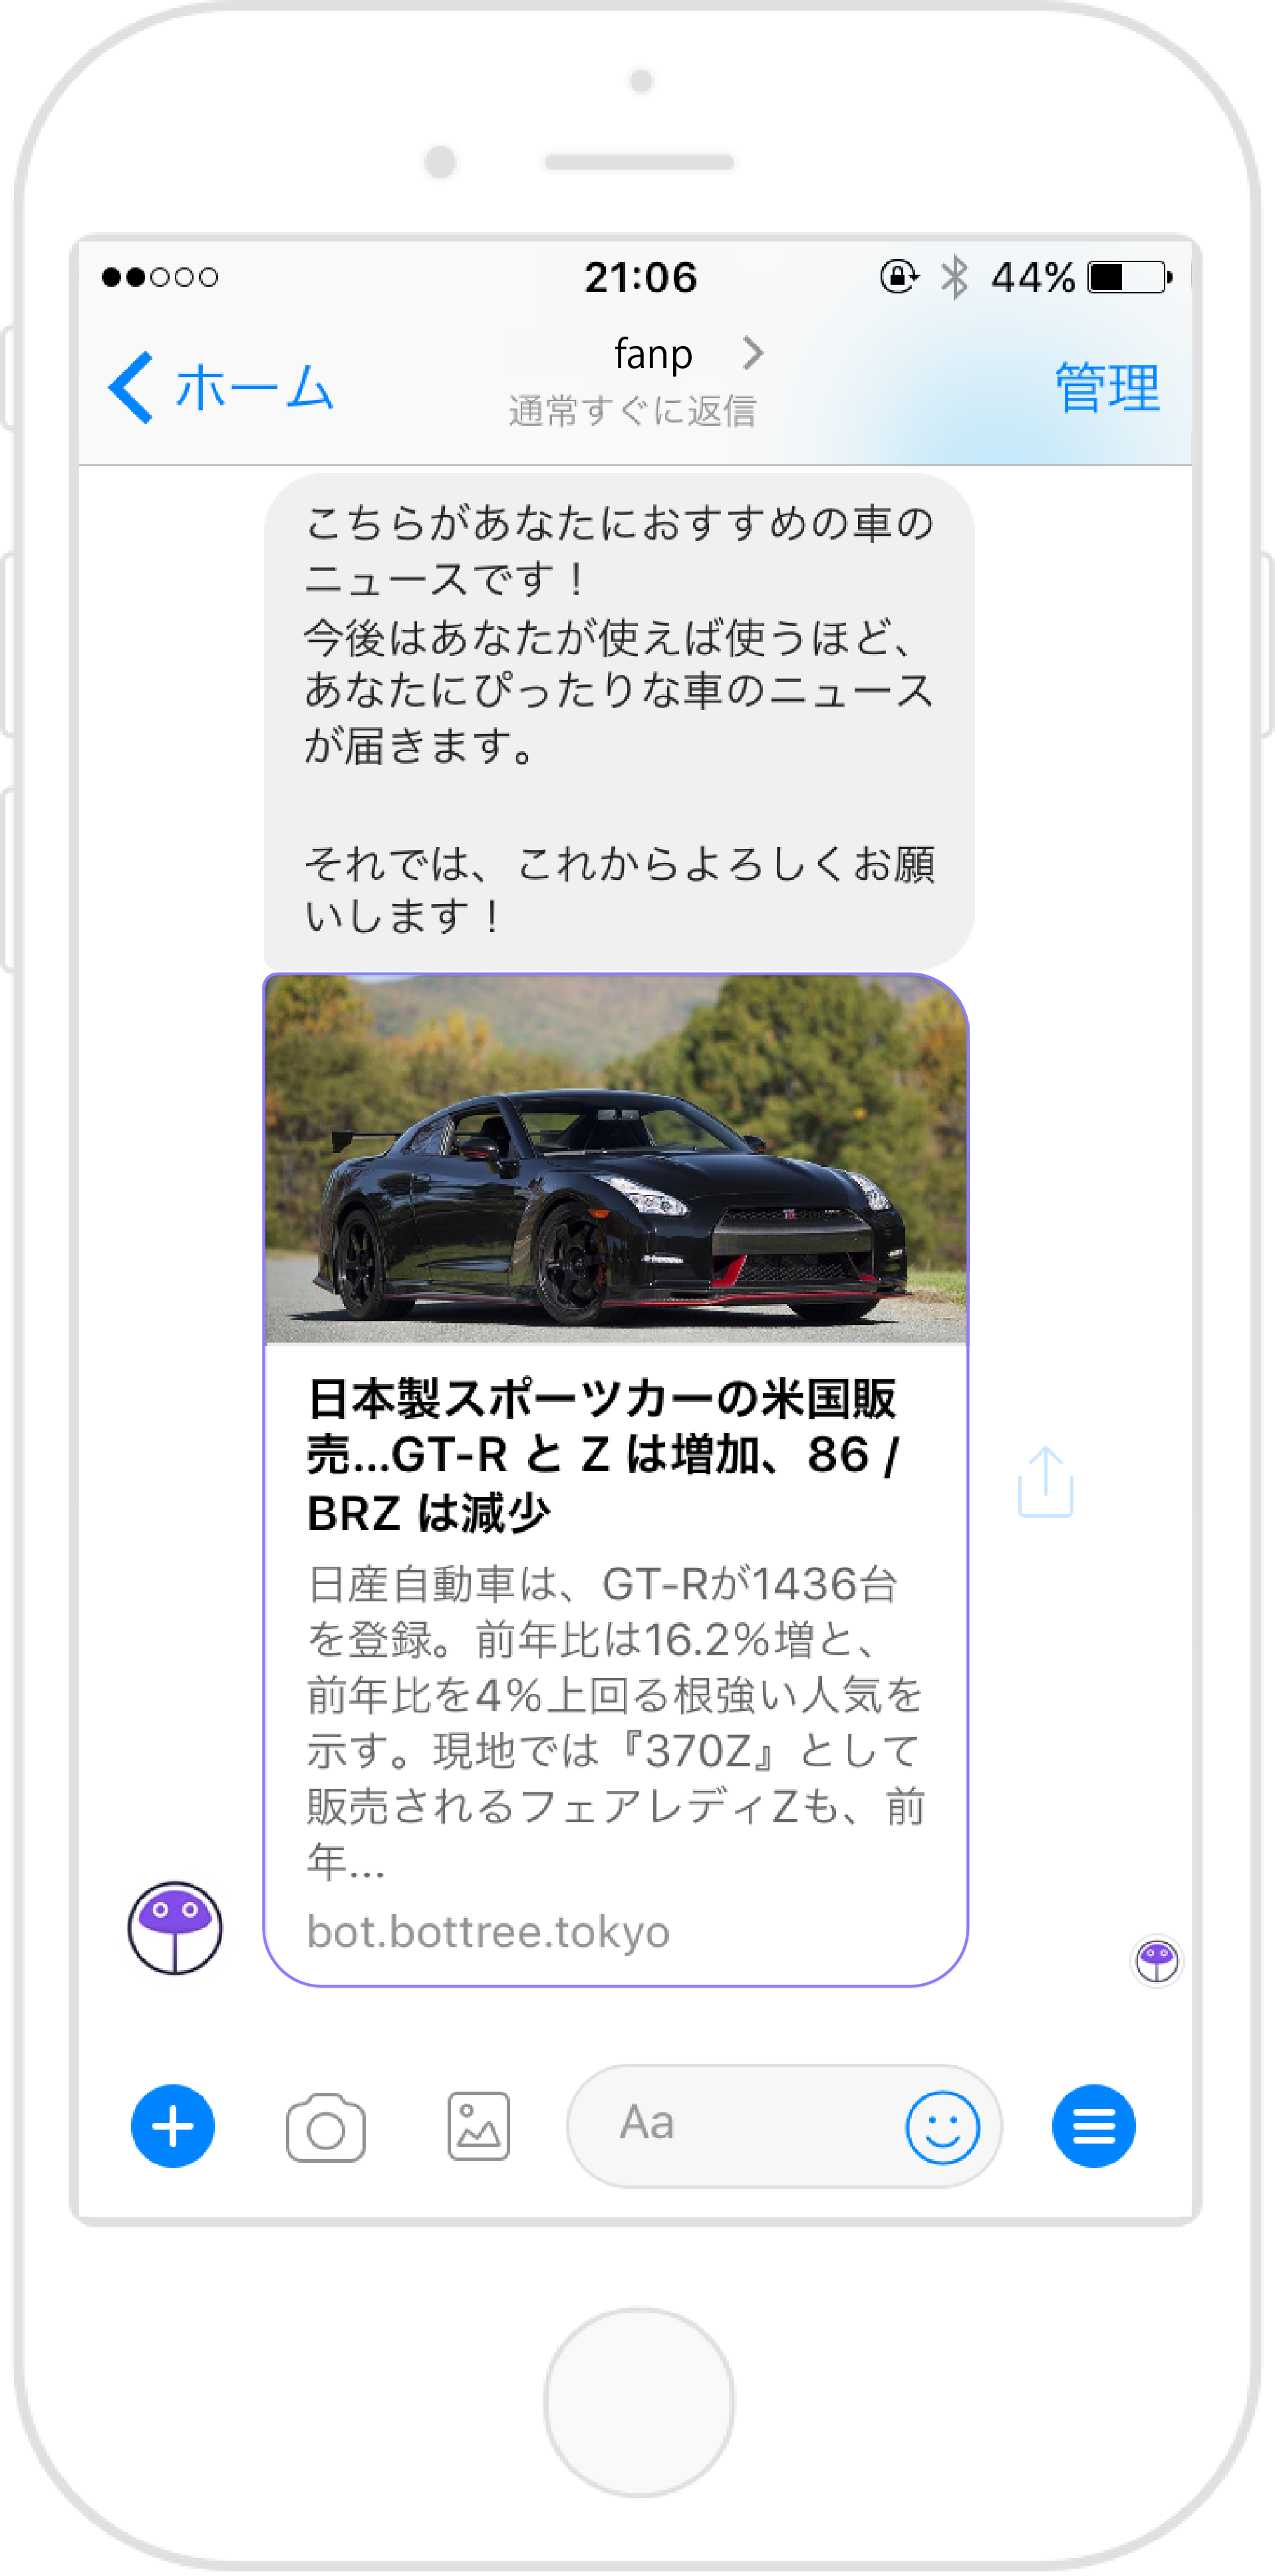 21:06
44%
ホーム
fanp
管理
通常すぐに返信
こちらがあなたにおすすめの車の
ニュースです！
今後はあなたが使えば使うほど、
あなたにぴったりな車のニュース
が届きます。
それでは、これからよろしくお願
いします！
日本製スポーツカーの米国販
売...GT-R と Z は増加、86 /
BRZ は減少
日産自動車は、GT-Rが1436台
を登録。前年比は16.2%増と、
前年比を4%上回る根強い人気を
示す。現地では『370Z』として
販売されるフェアレディZも、前
年...
bot.bottree.tokyo
Aa